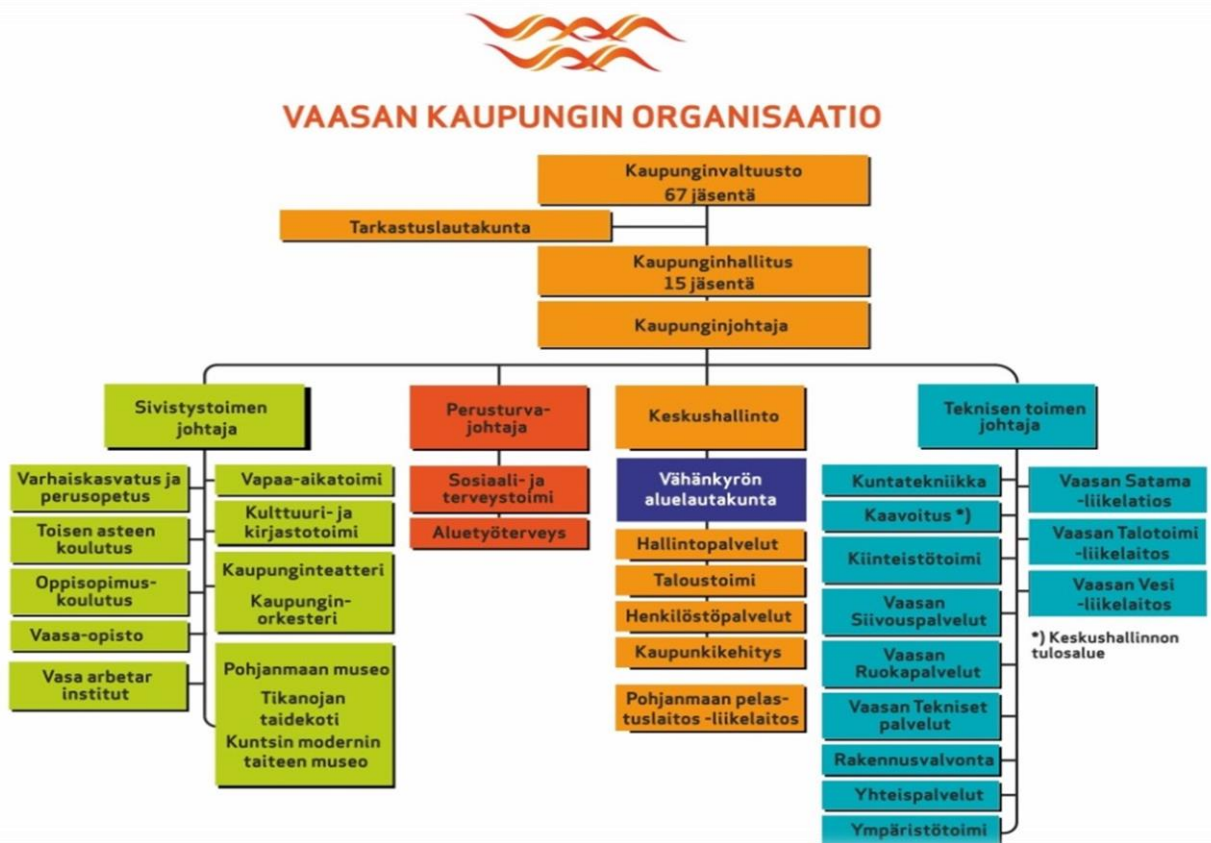 VAASAN KAUPUNGIN ORGANISAATIO
Kaupunginvaltuusto
67 jäsentä
Tarkastuslautakunta
Kaupunginhallitus
15 jäsentä
Kaupunginjohtaja
Sivistystoimen
johtaja
Varhaiskasvatus ja
perusopetus
Toisen asteen
koulutus
Oppisopimus-
koulutus
Vaasa-opisto
Vasa arbetar
institut
Vapaa-aikatoimi
Kulttuuri- ja
kirjastotoimi
Kaupunginteatteri
Kaupungin-
orkesteri
Pohjanmaan museo
Tikanojan
taidekoti
Kuntsin modernin
taiteen museo
Perusturva-
johtaja
Sosiaali- ja
terveystoimi
Aluetyöterveys
Keskushallinto
Vähänkyrön
aluelautakunta
Hallintopalvelut
Taloustoimi
Henkilöstöpalvelut
Kaupunkikehitys
Pohjanmaan pelas-
tuslaitos -liikelaitos
Teknisen toimen
johtaja
Kuntatekniikka
Kaavoitus *)
Kiinteistötoimi
Vaasan
Siivouspalvelut
Vaasan
Ruokapalvelut
Vaasan Tekniset
palvelut
Rakennusvalvonta
Yhteispalvelut
Ympäristötoimi
Vaasan Satama
-liikelatios
Vaasan Talotoimi
-liikelaitos
Vaasan Vesi
-liikelaitos
*) Keskushallinnon
tulosalue